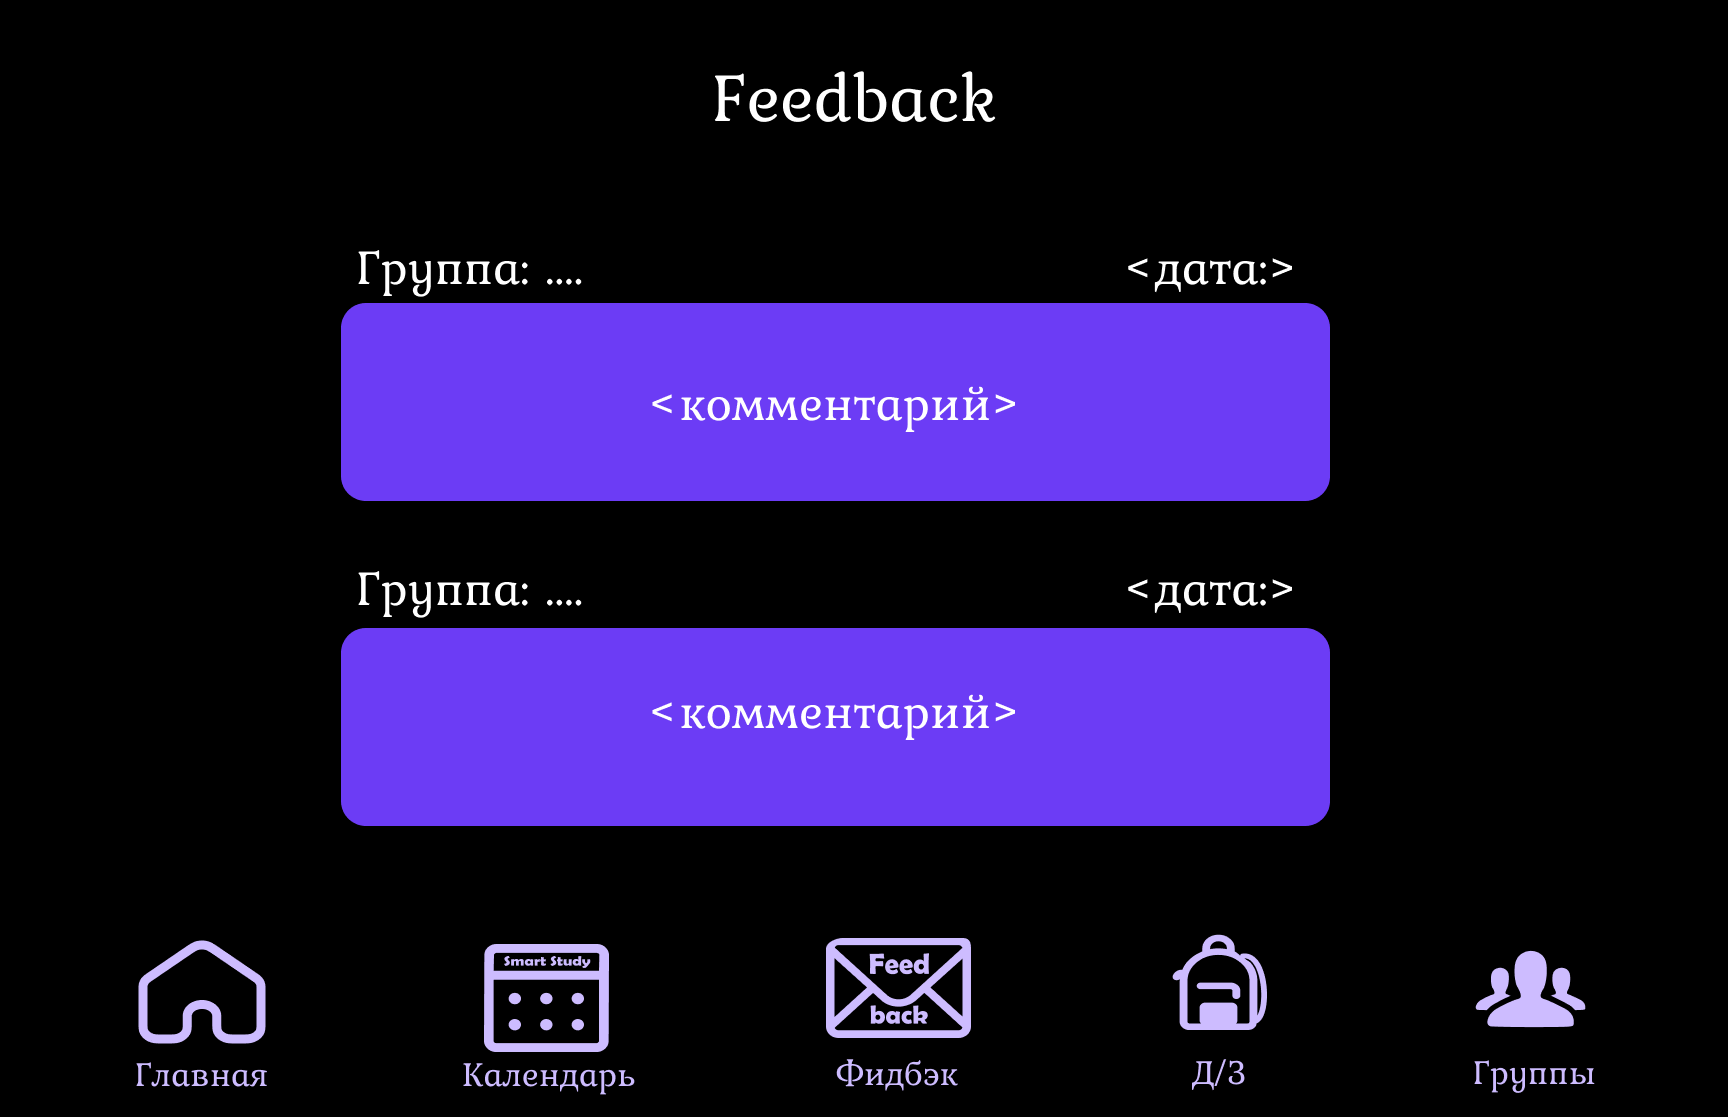 Feedback
Группа: ....
<дата:>
<комментарий>
Группа: ....
<дата:>
<комментарий>
Smart Study
Feed
back
Главная
Календарь
Фидбэк
Д/З
Группы